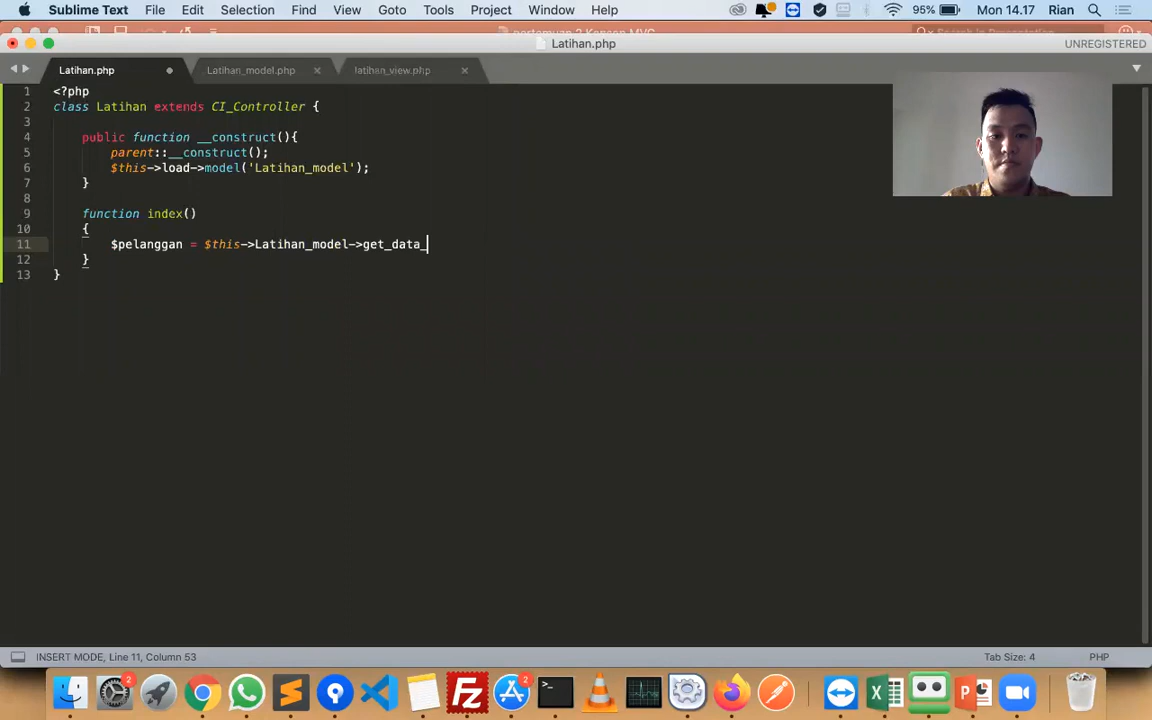 Sublime Text File Edit Selection Find View Goto Tools Project Window Help 95% Mon 14.17 Rian
Latihan.php UNREGISTERED
Latihan.php Latihan_model.php latihan_view.php
1 <?php
2 class Latihan extends CI_Controller {
3
4 public function __construct(){
5 parent::__construct();
6 $this->load->model('Latihan_model');
7 }
8
9 function index()
10 {
11 $pelanggan = $this->Latihan_model->get_data_
12 }
13 }
INSERT MODE, Line 11, Column 53 Tab Size: 4 PHP
2
2